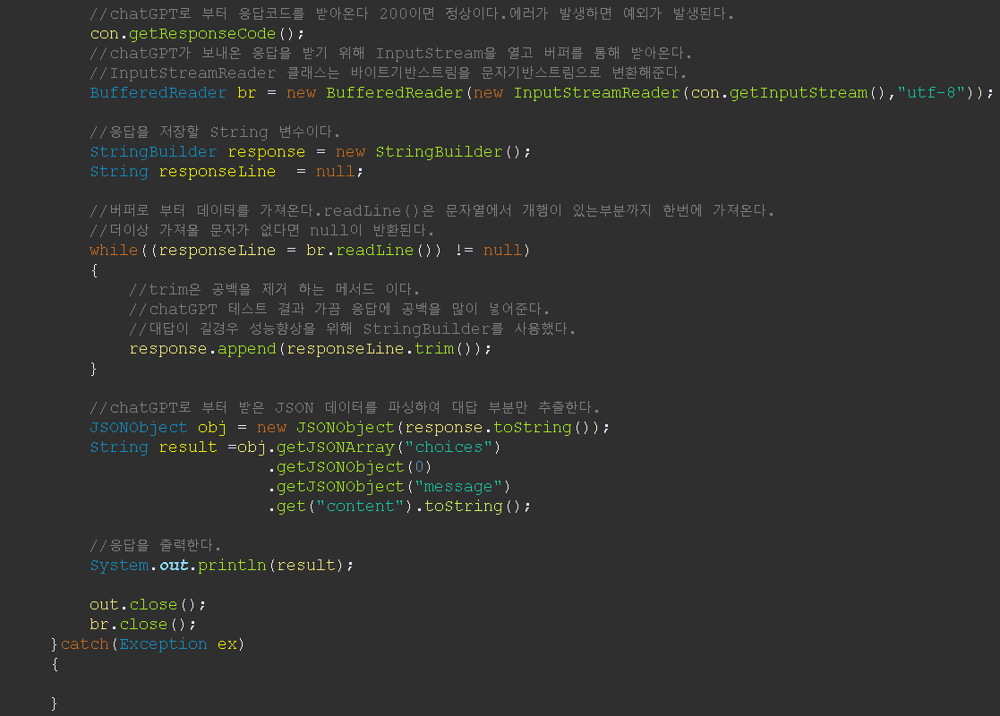 //chatGPT로 부터 응답코드를 받아온다 200이면 정상이다.에러가 발생하면 예외가 발생된다.
con.getResponseCode();
//chatGPT가 보내온 응답을 받기 위해 InputStream을 열고 버퍼를 통해 받아온다.
//InputStreamReader 클래스는 바이트기반스트림을 문자기반스트림으로 변환해준다.
BufferedReader br = new BufferedReader(new InputStreamReader(con.getInputStream(),"utf-8"));
//응답을 저장할 String 변수이다.
StringBuilder response = new StringBuilder();
String responseLine  = null;
//버퍼로 부터 데이터를 가져온다.readLine()은 문자열에서 개행이 있는부분까지 한번에 가져온다.
//더이상 가져올 문자가 없다면 null이 반환된다.
while((responseLine = br.readLine()) != null)
{
//trim은 공백을 제거 하는 메서드 이다.
//chatGPT 테스트 결과 가끔 응답에 공백을 많이 넣어준다.
//대답이 길경우 성능향상을 위해 StringBuilder를 사용했다.
response.append(responseLine.trim());
}
//chatGPT로 부터 받은 JSON 데이터를 파싱하여 대답 부분만 추출한다.
JSONObject obj = new JSONObject(response.toString());
String result =obj.getJSONArray("choices")
.getJSONObject(0)
.getJSONObject("message")
.get("content").toString();
//응답을 출력한다.
System.out.println(result);
out.close();
br.close();
}catch(Exception ex)
{
}